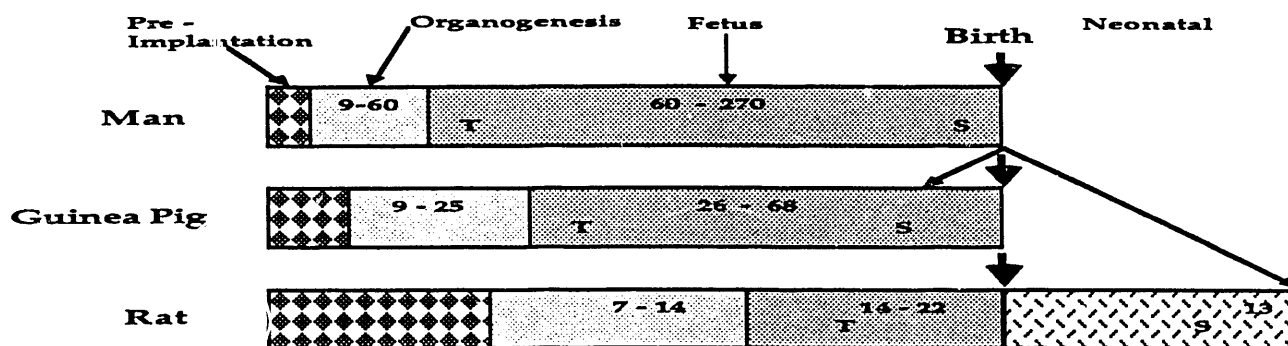 Pre - Implantation
Organogenesis
Fetus
Birth
Neonatal
Man
9-60
60 - 270
T
S
Guinea Pig
9 - 25
26 - 68
T
S
Rat
7 - 14
14 - 22
T
13
S